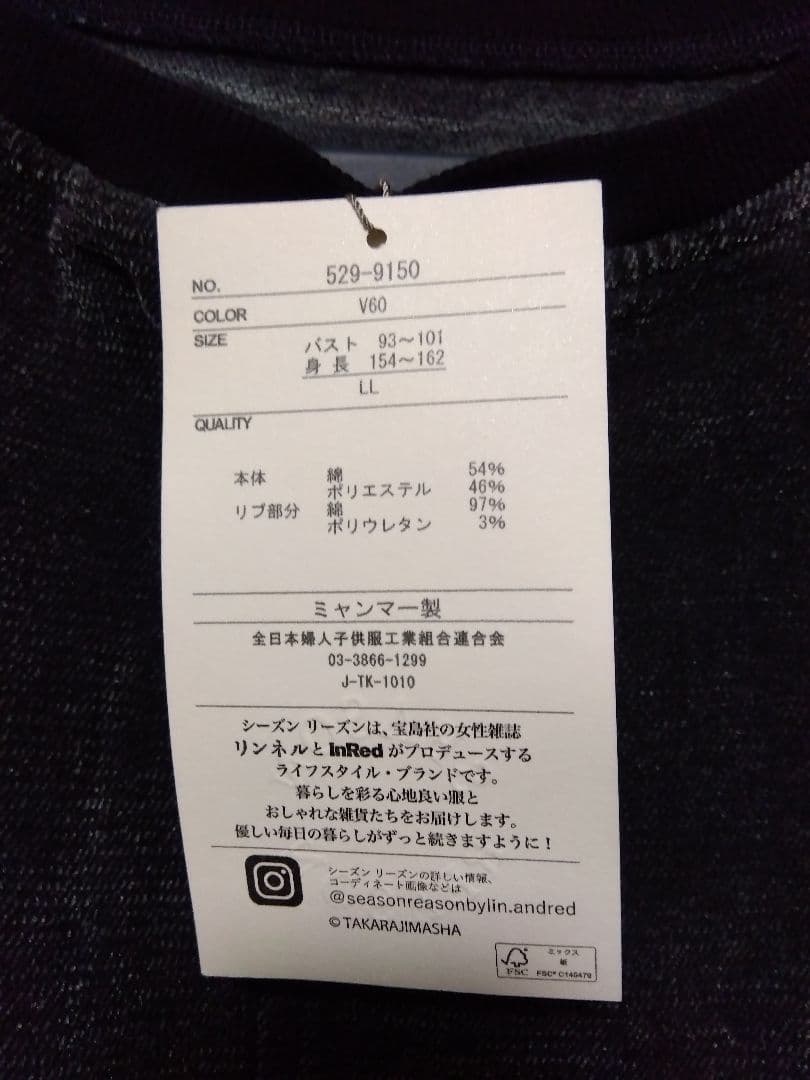 NO. 529-9150
COLOR V60
SIZE バスト 93~101
身長 154~162
LL
QUALITY
本体 綿 54%
ポリエステル 46%
リブ部分 綿 97%
ポリウレタン 3%
ミャンマー製
全日本婦人子供服工業組合連合会
03-3866-1299
J-TK-1010
シーズン リーズンは、宝島社の女性雑誌
リンネルとInRedがプロデュースする
ライフスタイル・ブランドです。
暮らしを彩る心地良い服と
おしゃれな雑貨たちをお届けします。
優しい毎日の暮らしがずっと続きますように!
シーズン リーズンの詳しい情報、
コーディネート画像などは
@seasonreasonbylin.andred
©TAKARAJIMASHA
ミックス
紙
FSC FSC® C149479